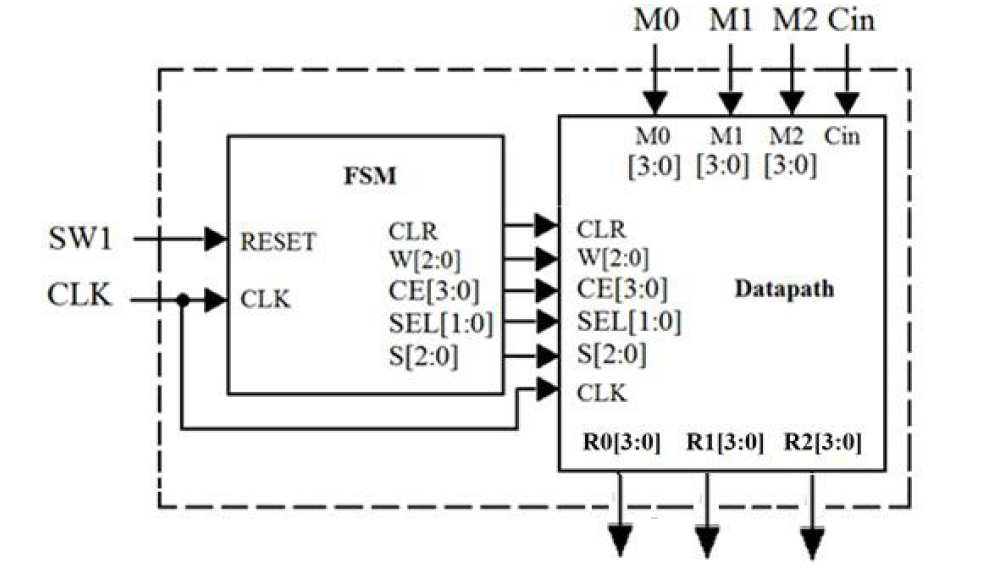 M0 M1 M2 Cin
M0 M1 M2 Cin
[3:0] [3:0] [3:0]
FSM
SW1
RESET
CLK
CLK
CLR
W[2:0]
CE[3:0]
SEL[1:0]
S[2:0]
CLR
W[2:0]
CE[3:0]
SEL[1:0]
S[2:0]
CLK
Datapath
R0[3:0] R1[3:0] R2[3:0]